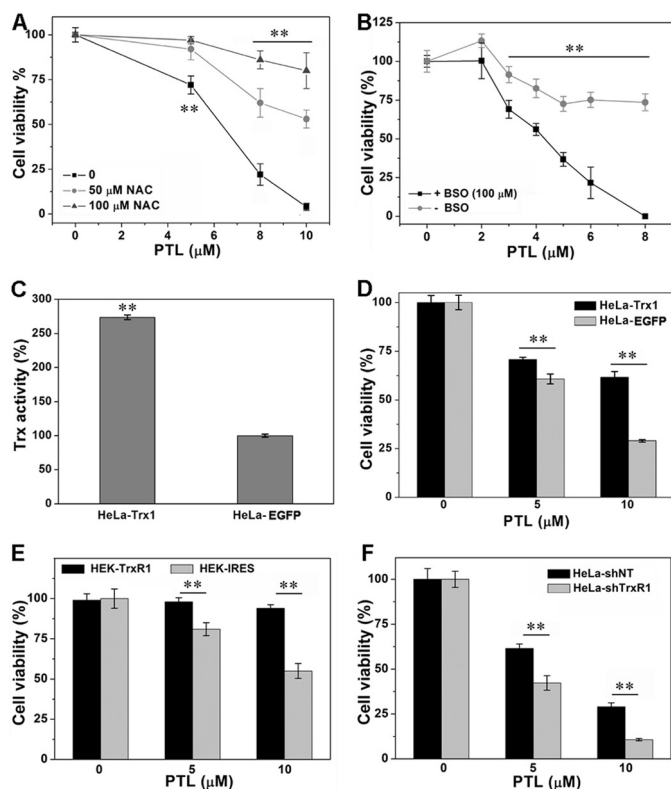 A
Cell viability %
100
75
50
25
0
**
**
0
50 μM NAC
100 μM NAC
0 2 4 6 8 10
PTL (μM)
B
Cell viability (%)
125
100
75
50
25
0
**
+ BSO (100 μM)
- BSO
0 2 4 6 8
PTL (μM)
C
Trx activity (%)
300
250
200
150
100
50
0
**
HeLa-Trx1 HeLa-EGFP
D
Cell viability (%)
100
75
50
25
0
HeLa-Trx1
HeLa-EGFP
** **
0 5 10
PTL (μM)
E
Cell viability (%)
125
100
75
50
25
0
HEK-TrxR1 HEK-IRES
** **
0 5 10
PTL (μM)
F
Cell viability (%)
100
75
50
25
0
HeLa-shNT
HeLa-shTrxR1
**
**
0 5 10
PTL (μM)